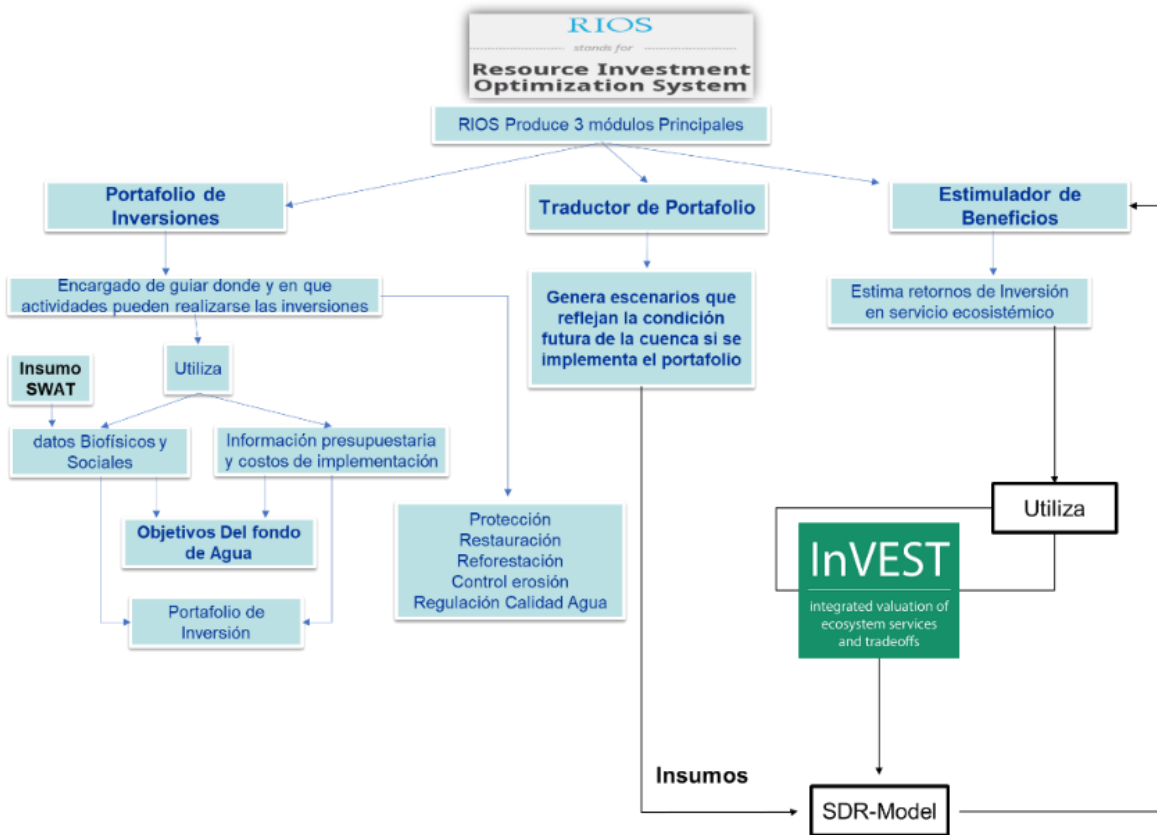 RIOS
stands for
Resource Investment
Optimization System
RIOS Produce 3 módulos Principales
Portafolio de
Inversiones
Traductor de Portafolio
Estimulador de
Beneficios
Encargado de guiar donde y en que
actividades pueden realizarse las inversiones
Genera escenarios que
reflejan la condición
futura de la cuenca si se
implementa el portafolio
Estima retornos de Inversión
en servicio ecosistémico
Insumo
SWAT
Utiliza
datos Biofísicos y
Sociales
Información presupuestaria
y costos de implementación
Objetivos Del fondo
de Agua
Portafolio de
Inversión
Protección
Restauración
Reforestación
Control erosión
Regulación Calidad Agua
Utiliza
InVEST
integrated valuation of
ecosystem services
and tradeoffs
Insumos
SDR-Model